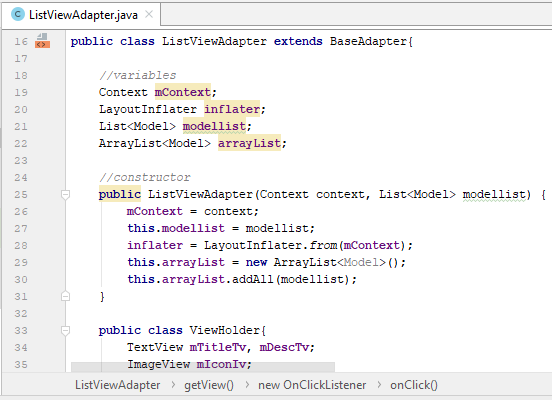 ListViewAdapter.java
16 public class ListViewAdapter extends BaseAdapter{
17
18 //variables
19 Context mContext;
20 LayoutInflater inflater;
21 List<Model> modellist;
22 ArrayList<Model> arrayList;
23
24 //constructor
25 public ListViewAdapter(Context context, List<Model> modellist) {
26 mContext = context;
27 this.modellist = modellist;
28 inflater = LayoutInflater.from(mContext);
29 this.arrayList = new ArrayList<Model>();
30 this.arrayList.addAll(modellist);
31 }
32
33 public class ViewHolder{
34 TextView mTitleTv, mDescTv;
35 ImageView mIconIv;
ListViewAdapter › getView() › new OnClickListener › onClick()